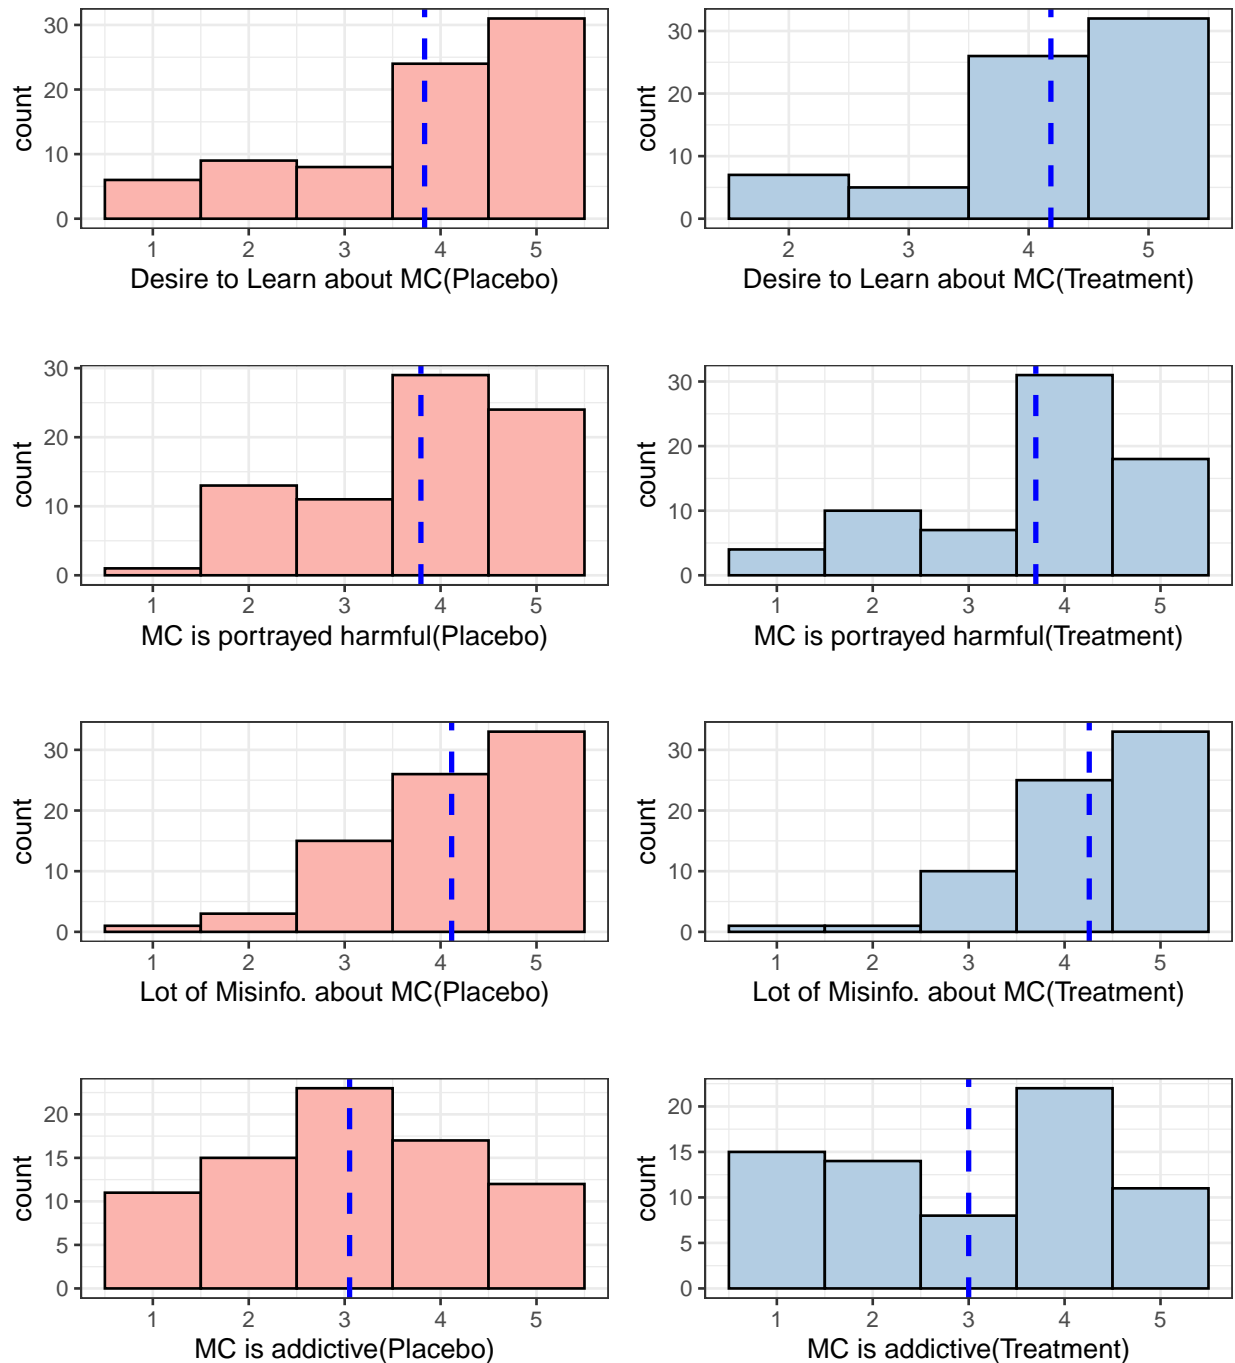 count
30
20
10
0
1 2 3 4 5
Desire to Learn about MC(Placebo)
count
30
20
10
0
2 3 4 5
Desire to Learn about MC(Treatment)
count
30
20
10
0
1 2 3 4 5
MC is portrayed harmful(Placebo)
count
30
20
10
0
1 2 3 4 5
MC is portrayed harmful(Treatment)
count
30
20
10
0
1 2 3 4 5
Lot of Misinfo. about MC(Placebo)
count
30
20
10
0
1 2 3 4 5
Lot of Misinfo. about MC(Treatment)
count
20
15
10
5
0
1 2 3 4 5
MC is addictive(Placebo)
count
20
15
10
5
0
1 2 3 4 5
MC is addictive(Treatment)